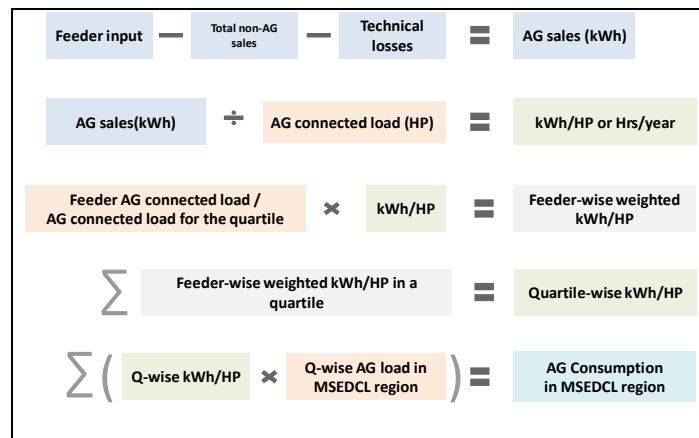 Feeder input — Total non-AG — Technical = AG sales (kWh)
sales losses
AG sales(kWh) ÷ AG connected load (HP) = kWh/HP or Hrs/year
Feeder AG connected load / × kWh/HP = Feeder-wise weighted
AG connected load for the quartile kWh/HP
∑ Feeder-wise weighted kWh/HP in a = Quartile-wise kWh/HP
quartile
∑ ( Q-wise kWh/HP × Q-wise AG load in ) = AG Consumption
MSEDCL region in MSEDCL region